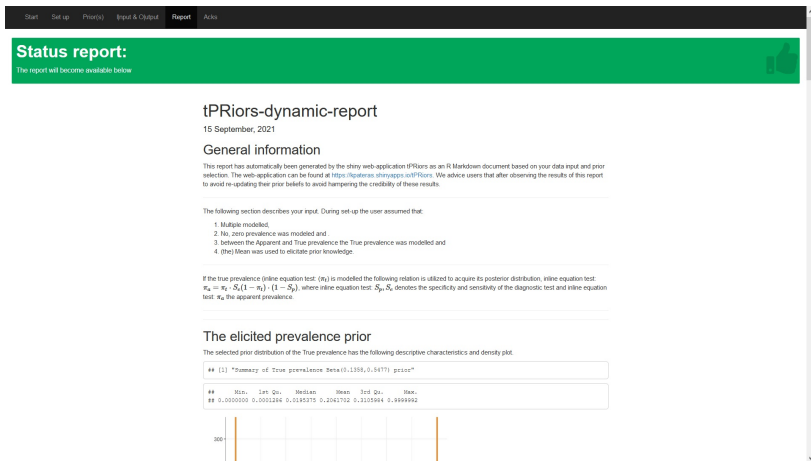 Start Set up Prior(s) Input & Output Report Acks
Status report:
The report will become available below
tPRiors-dynamic-report
15 September, 2021
General information
This report has automatically been generated by the shiny web-application tPRiors as an R Markdown document based on your data input and prior
selection. The web-application can be found at https://kpateras.shinyapps.io/tPRiors. We advice users that after observing the results of this report
to avoid re-updating their prior beliefs to avoid hampering the credibility of these results.
The following section describes your input. During set-up the user assumed that:
1. Multiple modelled,
2. No, zero prevalence was modeled and .
3. between the Apparent and True prevalence the True prevalence was modelled and
4. (the) Mean was used to elicitate prior knowledge.
If the true prevalence (inline equation test: (πt) is modelled the following relation is utilized to acquire its posterior distribution, inline equation test:
πa = πt · Se(1 − πt) · (1 − Sp), where inline equation test: Sp, Se denotes the specificity and sensitivity of the diagnostic test and inline equation
test: πa the apparent prevalence.
The elicited prevalence prior
The selected prior distribution of the True prevalence has the following descriptive characteristics and density plot.
## [1] "Summary of True prevalence Beta(0.1358,0.5477) prior"
## Min. 1st Qu. Median Mean 3rd Qu. Max.
## 0.0000000 0.0001286 0.0195375 0.2061702 0.3105984 0.9999992
300